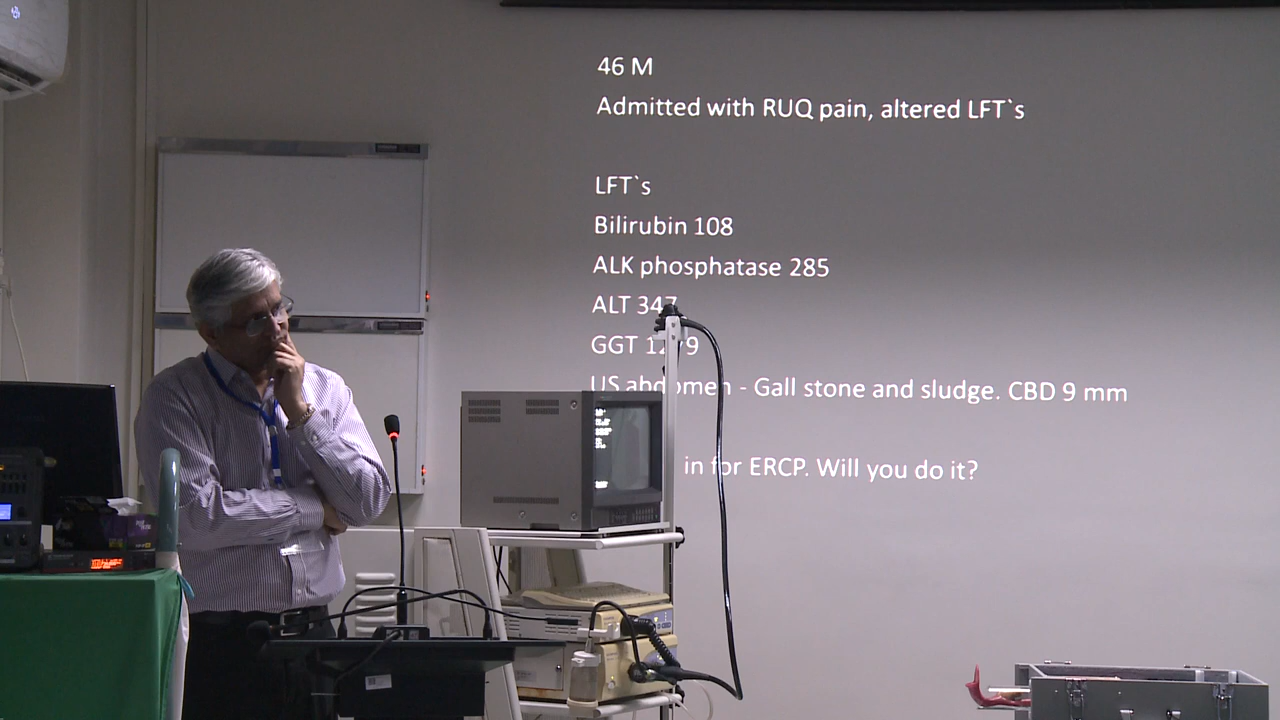 46 M
Admitted with RUQ pain, altered LFT`s
LFT`s
Bilirubin 108
ALK phosphatase 285
ALT 347
GGT
US abdomen - Gall stone and sludge. CBD 9 mm
in for ERCP. Will you do it?